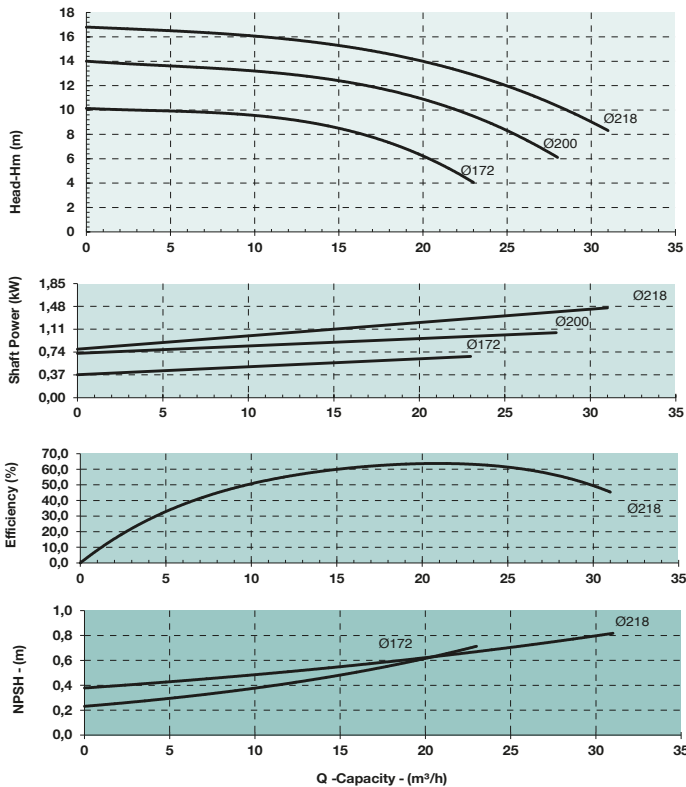 Head-Hm (m)
18
16
14
12
10
8
6
4
2
0
Ø218
Ø200
Ø172
0 5 10 15 20 25 30 35
Shaft Power (kW)
1,85
1,48
1,11
0,74
0,37
0,00
Ø218
Ø200
Ø172
0 5 10 15 20 25 30 35
Efficiency (%)
70,0
60,0
50,0
40,0
30,0
20,0
10,0
0,0
Ø218
0 5 10 15 20 25 30 35
NPSH - (m)
1,0
0,8
0,6
0,4
0,2
0,0
Ø218
Ø172
0 5 10 15 20 25 30 35
Q -Capacity - (m³/h)